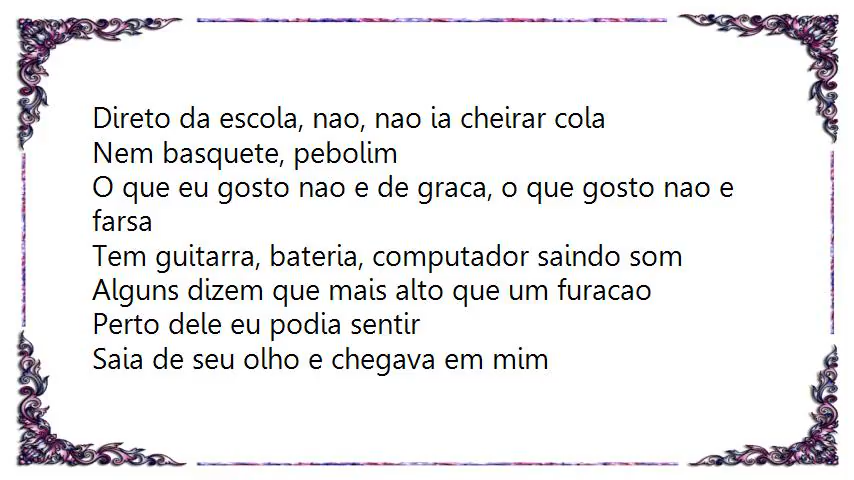 Direto da escola, nao, nao ia cheirar cola
Nem basquete, pebolim
O que eu gosto nao e de graca, o que gosto nao e
farsa
Tem guitarra, bateria, computador saindo som
Alguns dizem que mais alto que um furacao
Perto dele eu podia sentir
Saia de seu olho e chegava em mim